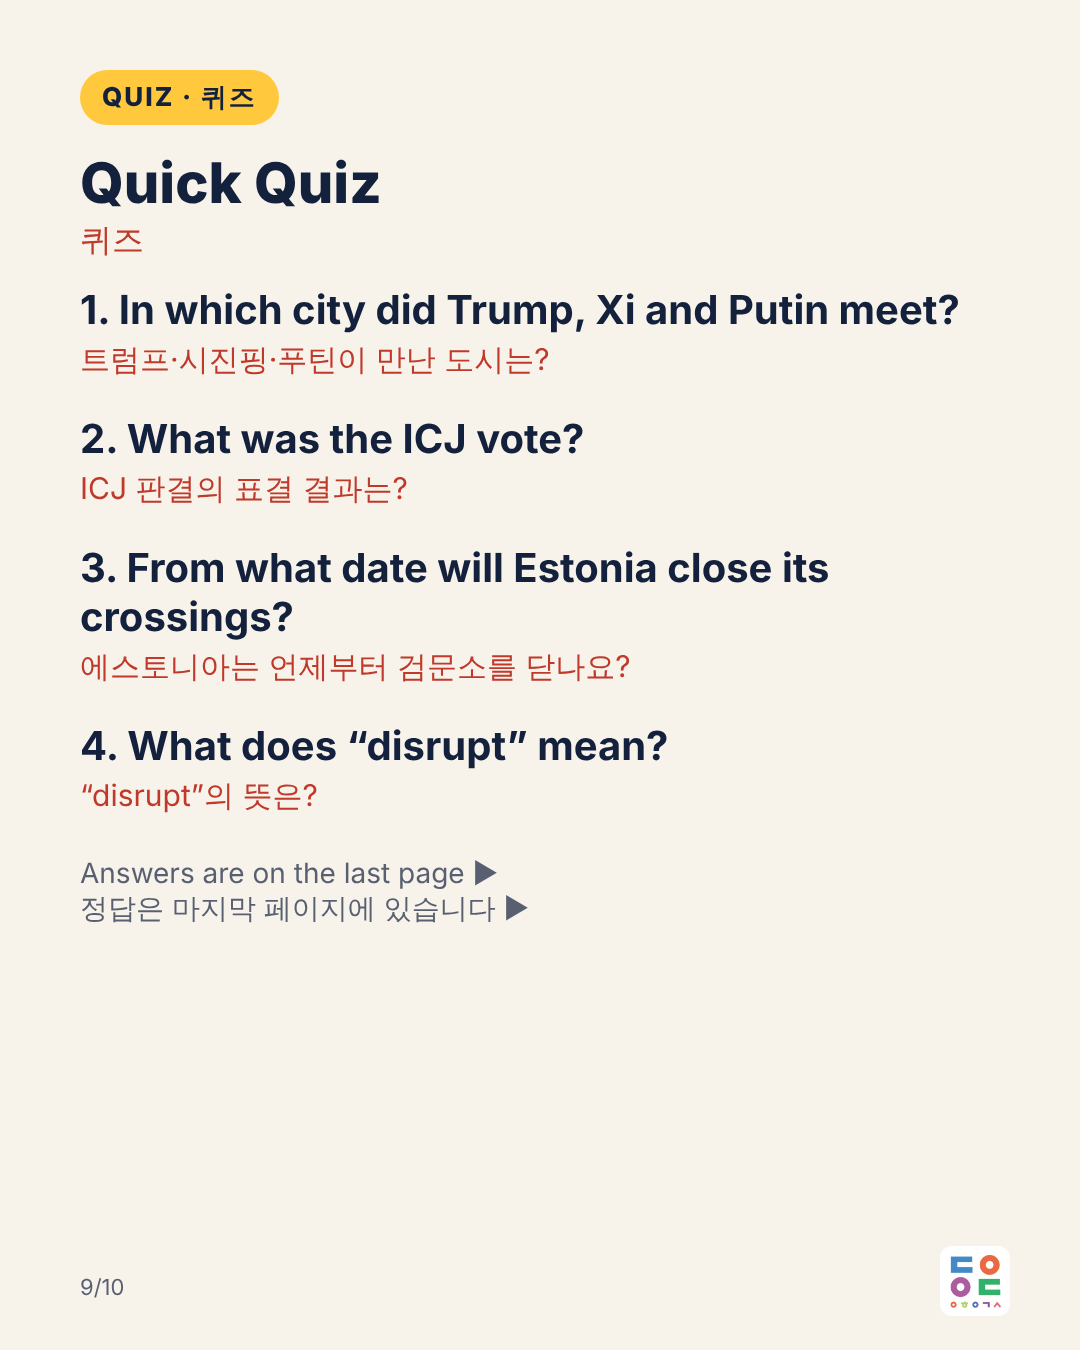 QUIZ · 퀴즈
Quick Quiz
퀴즈
1. In which city did Trump, Xi and Putin meet?
트럼프·시진핑·푸틴이 만난 도시는?
2. What was the ICJ vote?
ICJ 판결의 표결 결과는?
3. From what date will Estonia close its
crossings?
에스토니아는 언제부터 검문소를 닫나요?
4. What does “disrupt” mean?
“disrupt”의 뜻은?
Answers are on the last page ▶
정답은 마지막 페이지에 있습니다 ▶
9/10